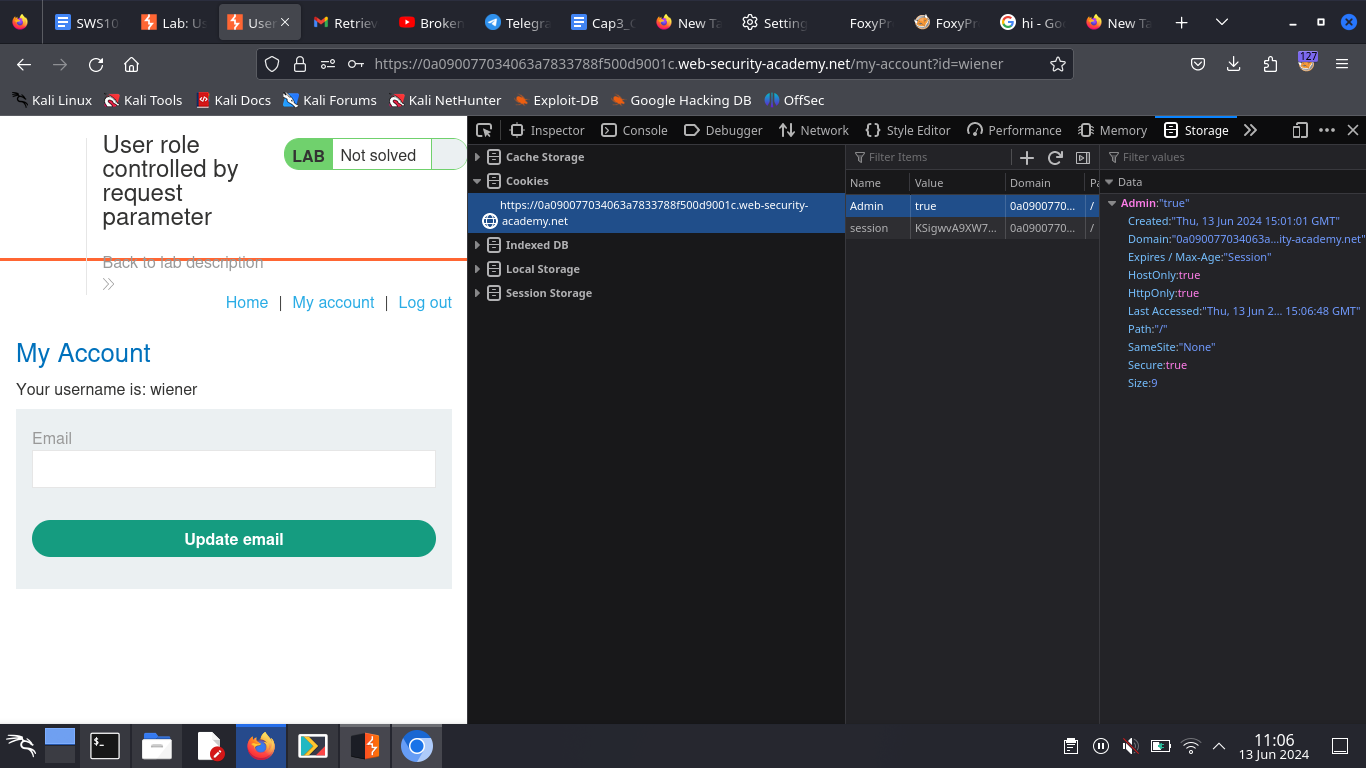 SWS10
Lab: Us
User
Retriev
Broken
Telegra
Cap3_
New Ta
Setting
FoxyPr
FoxyPr
hi - Goo
New Ta
https://0a090077034063a7833788f500d9001c.web-security-academy.net/my-account?id=wiener
127
Kali Linux
Kali Tools
Kali Docs
Kali Forums
Kali NetHunter
Exploit-DB
Google Hacking DB
OffSec
User role
controlled by
request
parameter
LAB Not solved
Back to lab description
Home | My account | Log out
My Account
Your username is: wiener
Email
Update email
Inspector
Console
Debugger
Network
Style Editor
Performance
Memory
Storage
Cache Storage
Cookies
https://0a090077034063a7833788f500d9001c.web-security-
academy.net
Indexed DB
Local Storage
Session Storage
Filter Items
Name Value Domain Pa
Admin true 0a0900770... /
session KSigwvA9XW7... 0a0900770... /
Filter values
Data
Admin:"true"
Created:"Thu, 13 Jun 2024 15:01:01 GMT"
Domain:"0a090077034063a...ity-academy.net"
Expires / Max-Age:"Session"
HostOnly:true
HttpOnly:true
Last Accessed:"Thu, 13 Jun 2... 15:06:48 GMT"
Path:"/"
SameSite:"None"
Secure:true
Size:9
11:06
13 Jun 2024